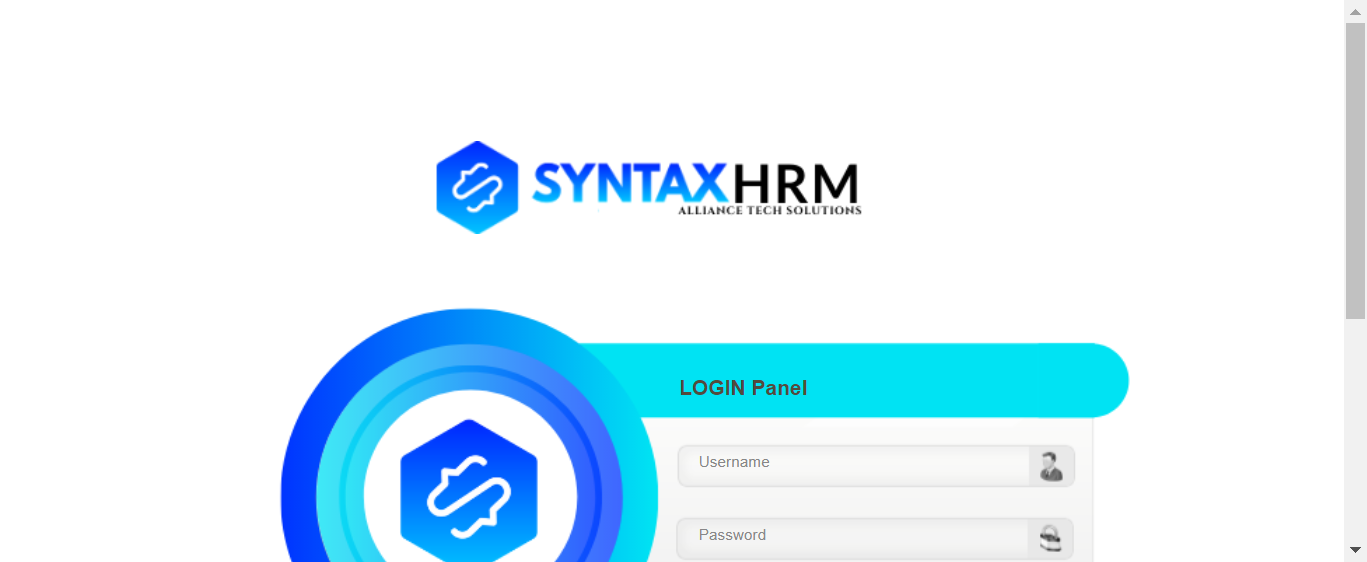 SYNTAXHRM
ALLIANCE TECH SOLUTIONS
LOGIN Panel
Username
Password